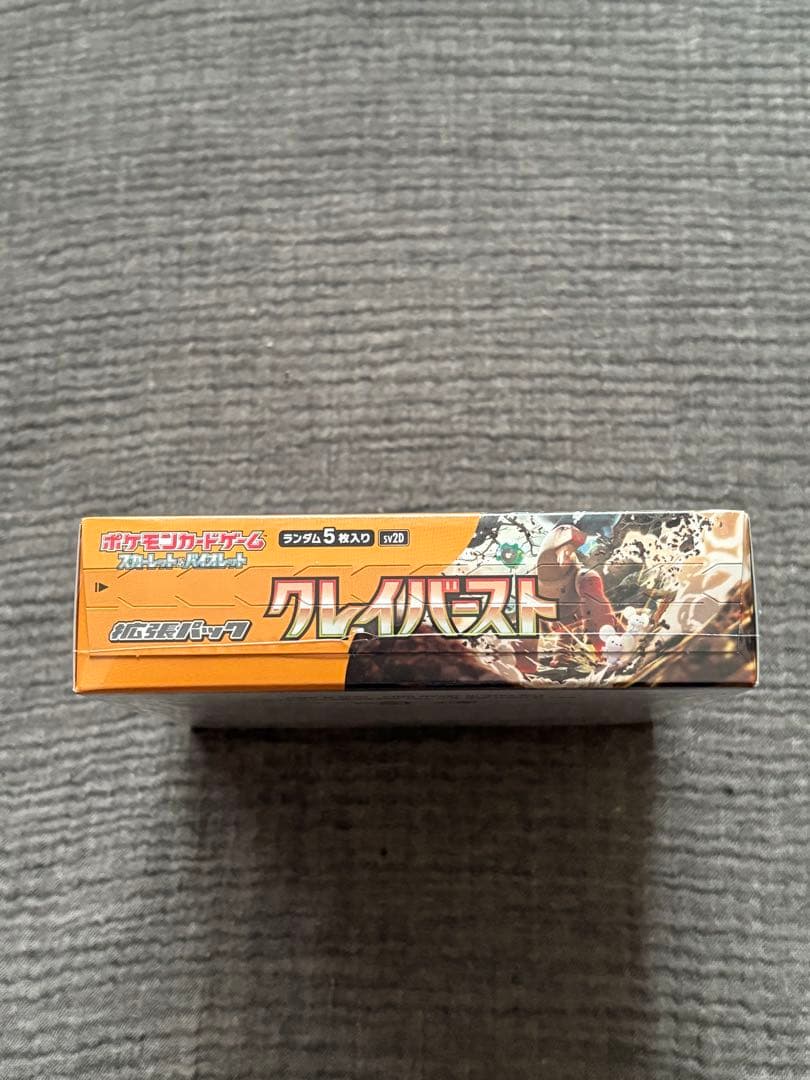 ポケモンカードゲーム
スカーレット&バイオレット
ランダム5枚入り
sv2D
クレイバースト
拡張パック